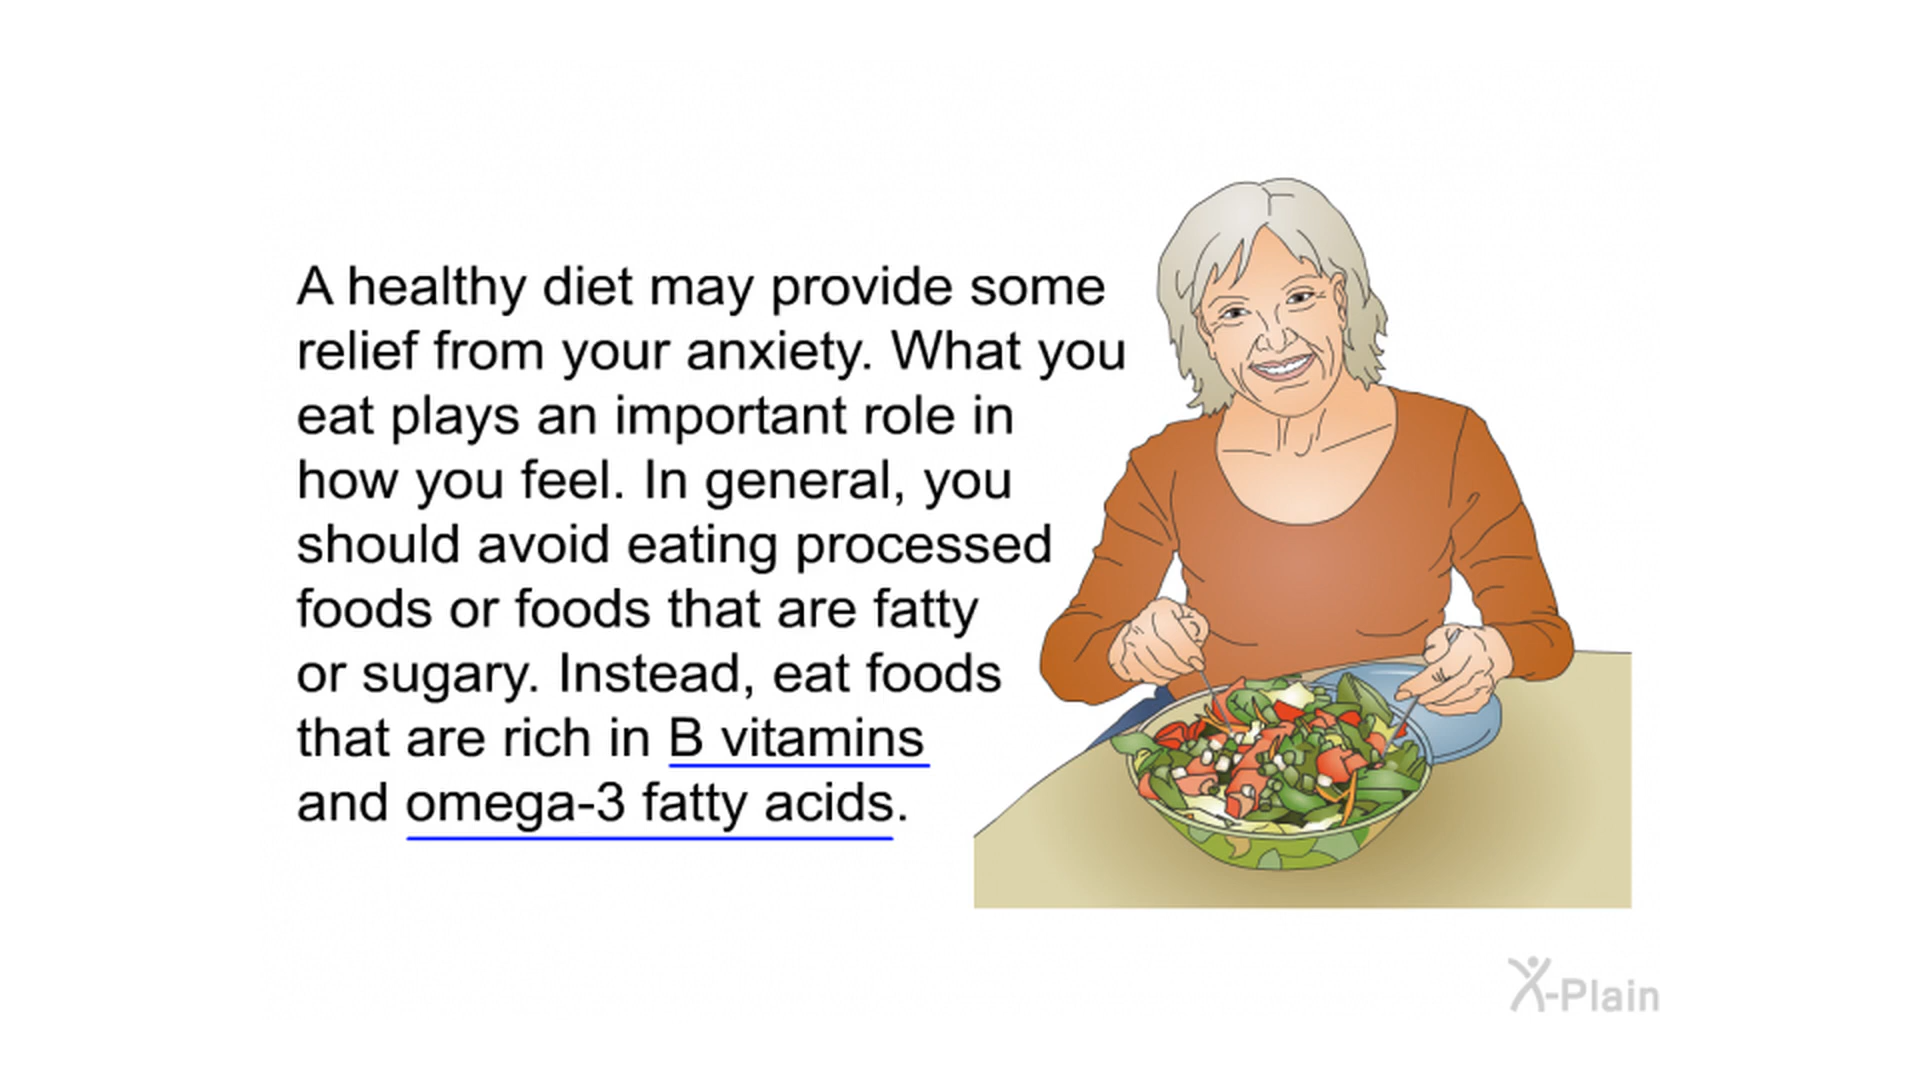 A healthy diet may provide some
relief from your anxiety. What you
eat plays an important role in
how you feel. In general, you
should avoid eating processed
foods or foods that are fatty
or sugary. Instead, eat foods
that are rich in B vitamins
and omega-3 fatty acids.
X-Plain